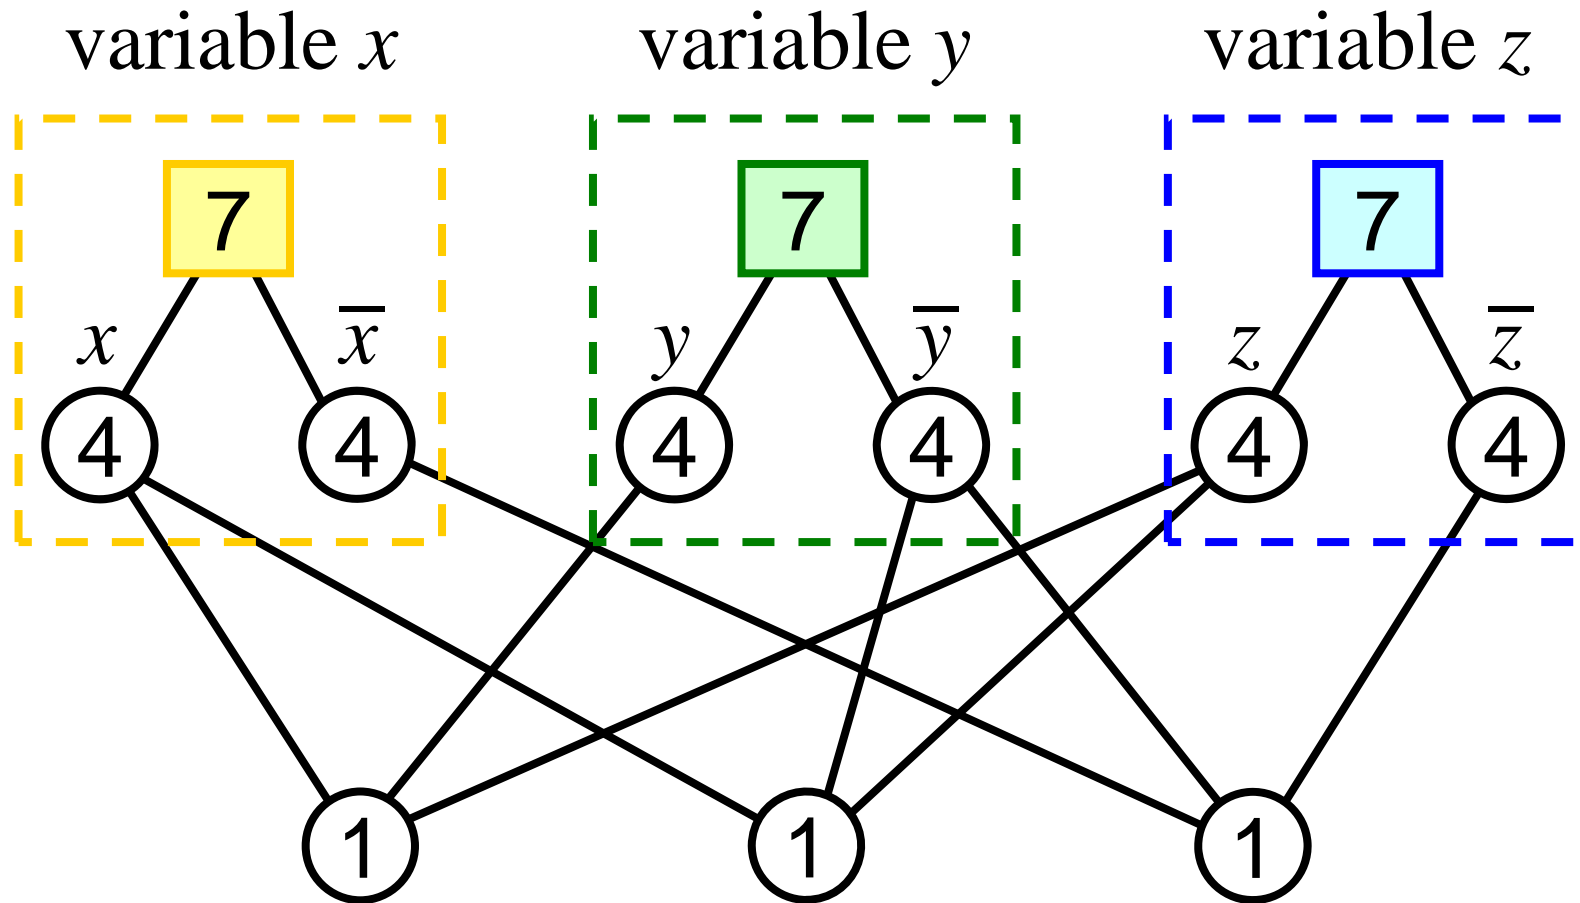 variable x variable y variable z
7 7 7
x x̅ y y̅ z z̅
4 4 4 4 4 4
1 1 1